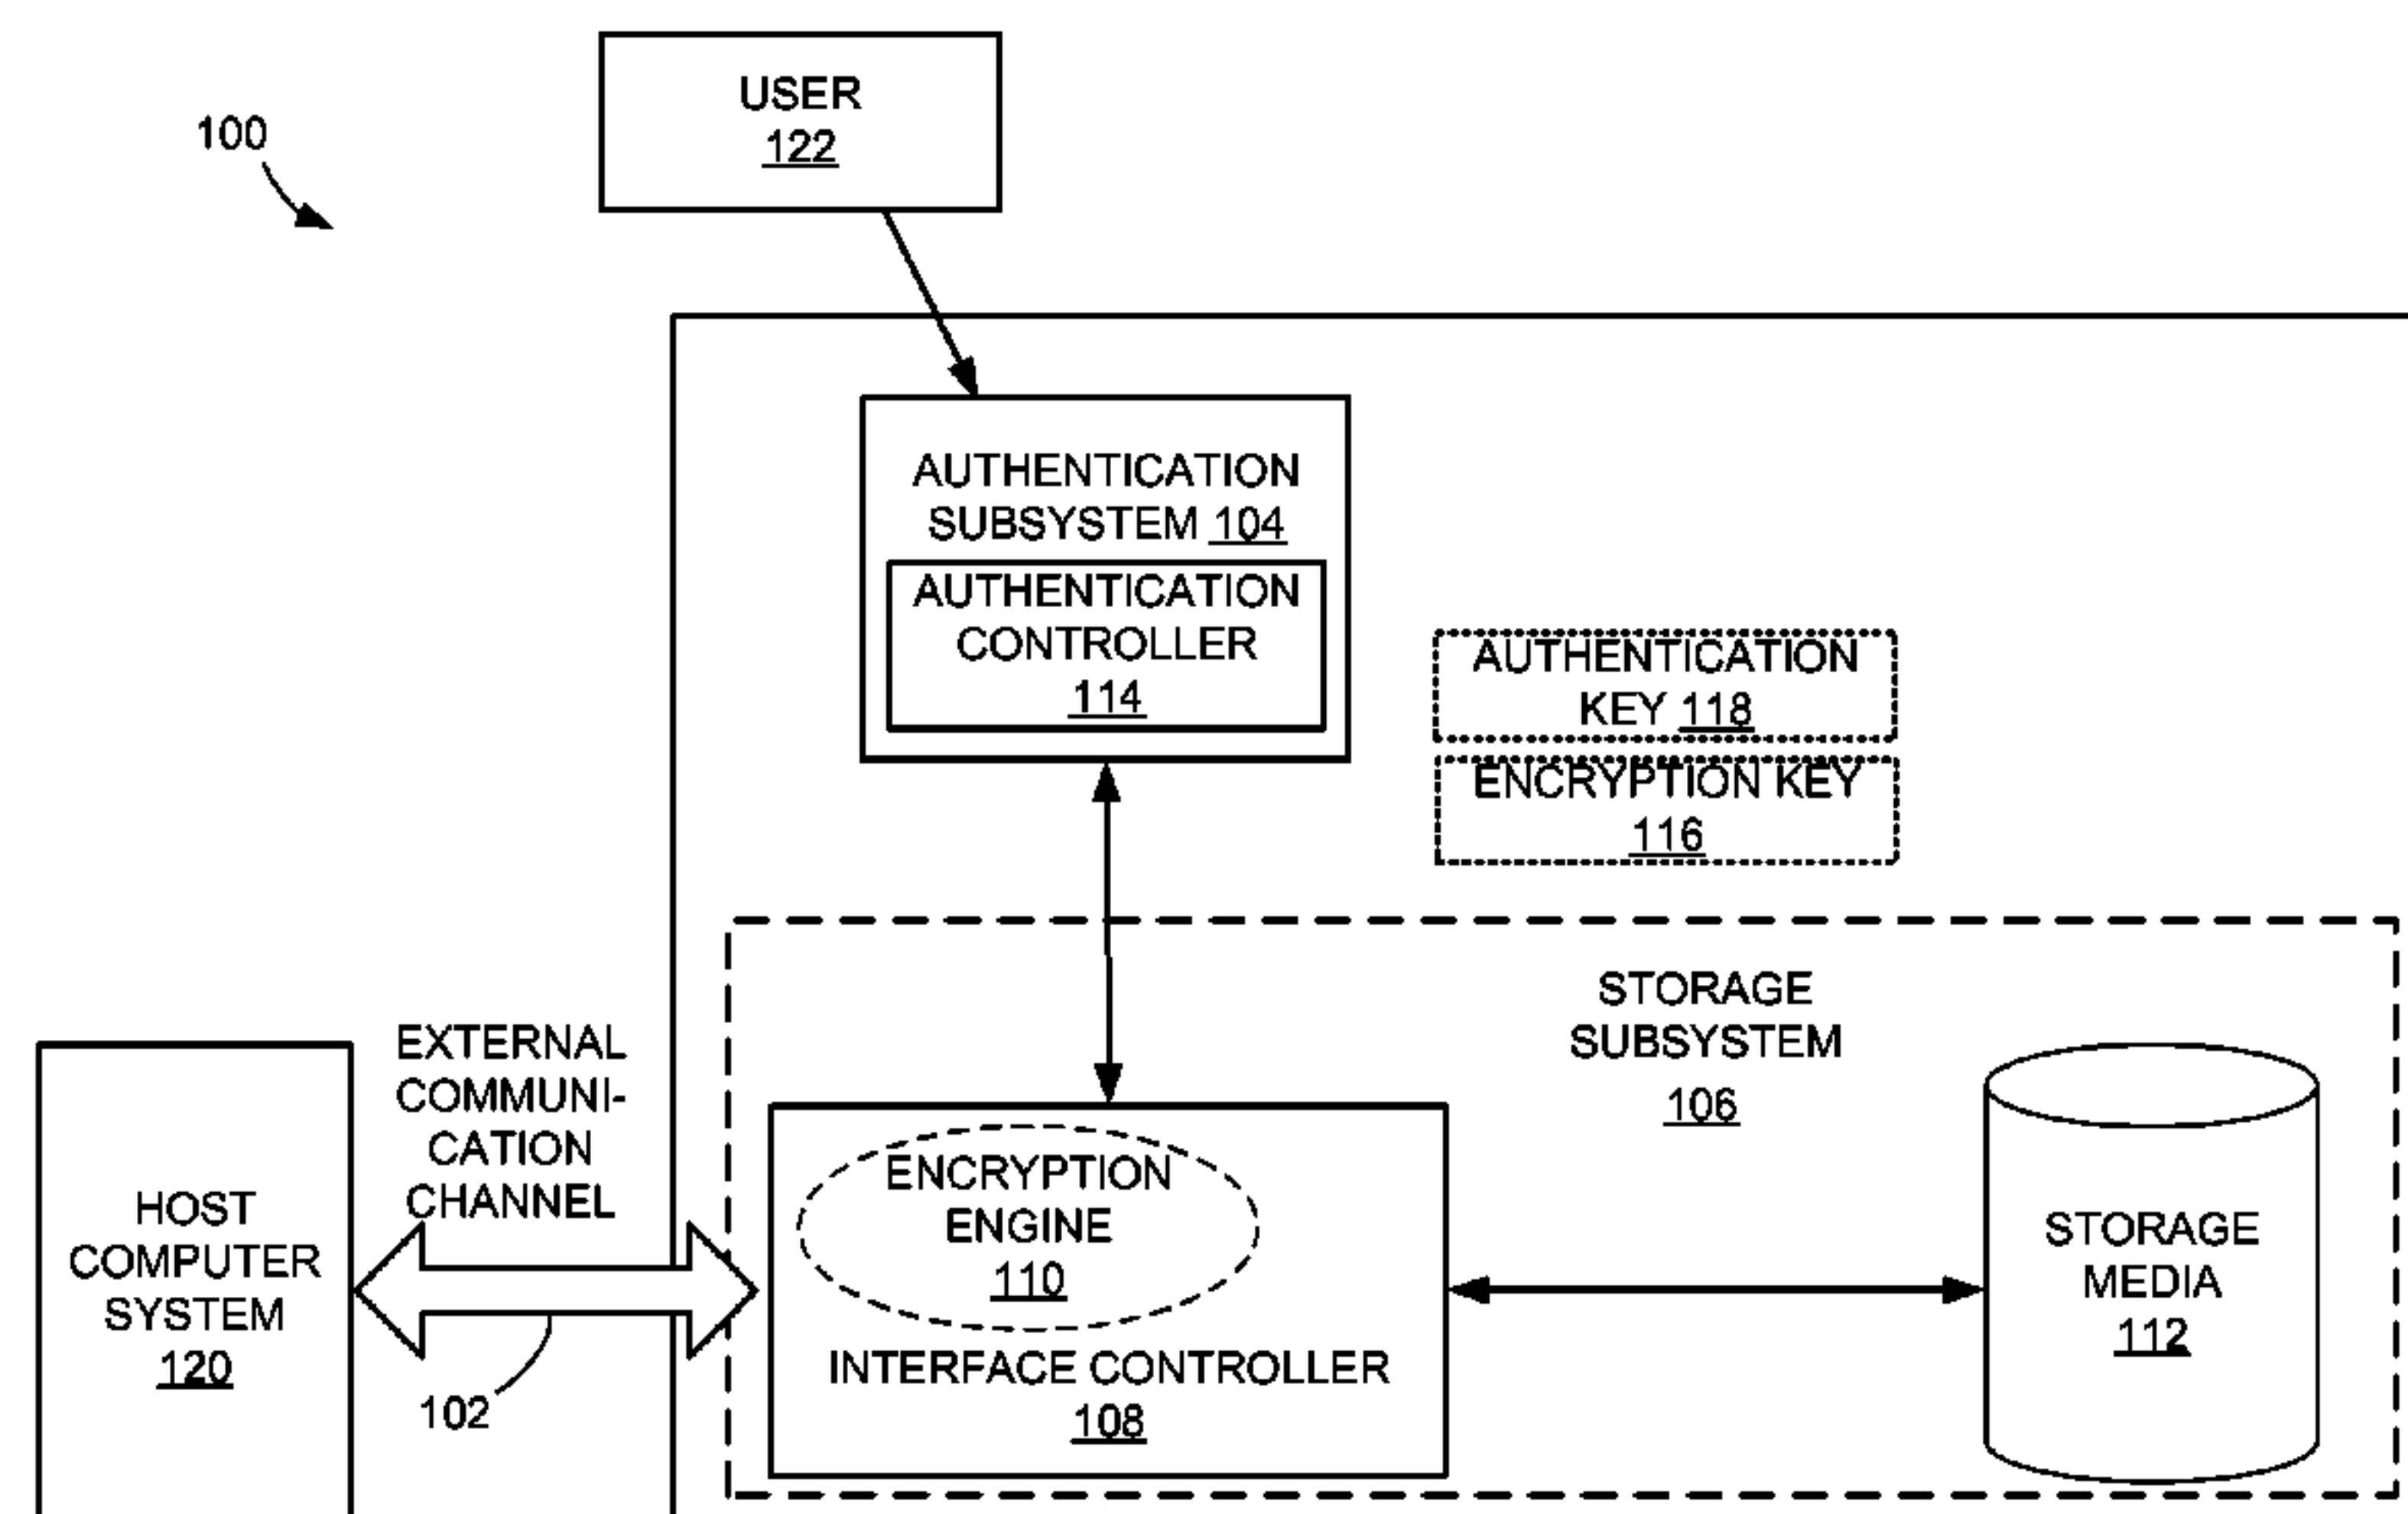 100
USER
122
AUTHENTICATION
SUBSYSTEM 104
AUTHENTICATION
CONTROLLER
114
AUTHENTICATION
KEY 118
ENCRYPTION KEY
116
STORAGE
SUBSYSTEM
106
EXTERNAL
COMMUNI-
CATION
CHANNEL
102
HOST
COMPUTER
SYSTEM
120
ENCRYPTION
ENGINE
110
INTERFACE CONTROLLER
108
STORAGE
MEDIA
112